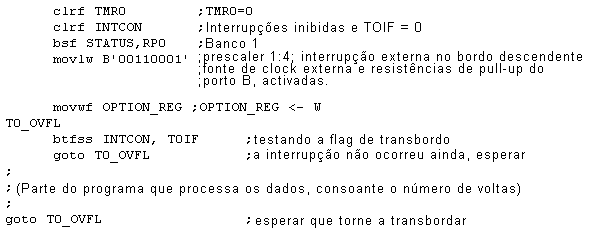 clrf TMRO ;TMRO=0
clrf INTCON ;Interrupções inibidas e TOIF = 0
bsf STATUS,RPO ;Banco 1
movlw B'00110001' ;prescaler 1:4; interrupção externa no bordo descendente
;fonte de clock externa e resistências de pull-up do
;porto B, activadas.
movwf OPTION_REG ;OPTION_REG <- W
TO_OVFL
btfss INTCON, TOIF ;testando a flag de transbordo
goto TO_OVFL ;a interrupção não ocorreu ainda, esperar
;
; (Parte do programa que processa os dados, consoante o número de voltas)
;
goto TO_OVFL ; esperar que torne a transbordar